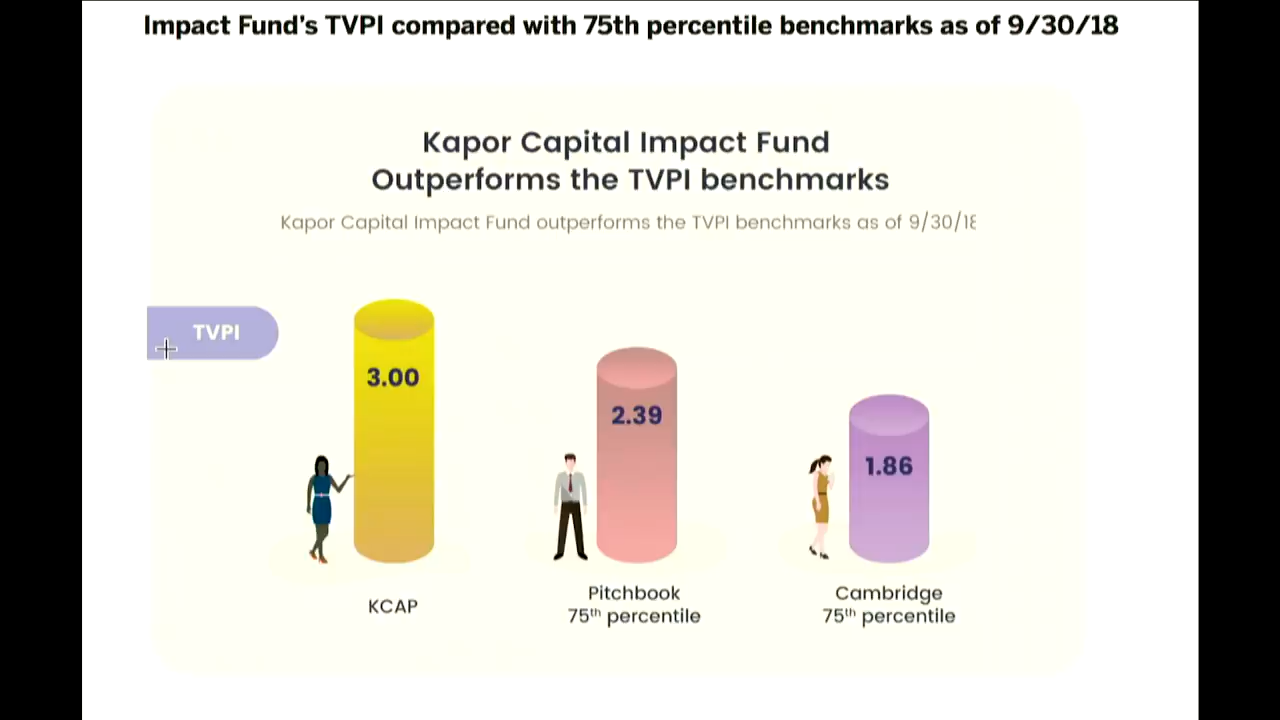 Impact Fund's TVPI compared with 75th percentile benchmarks as of 9/30/18
Kapor Capital Impact Fund
Outperforms the TVPI benchmarks
Kapor Capital Impact Fund outperforms the TVPI benchmarks as of 9/30/18
TVPI
3.00
2.39
1.86
KCAP
Pitchbook
75th percentile
Cambridge
75th percentile